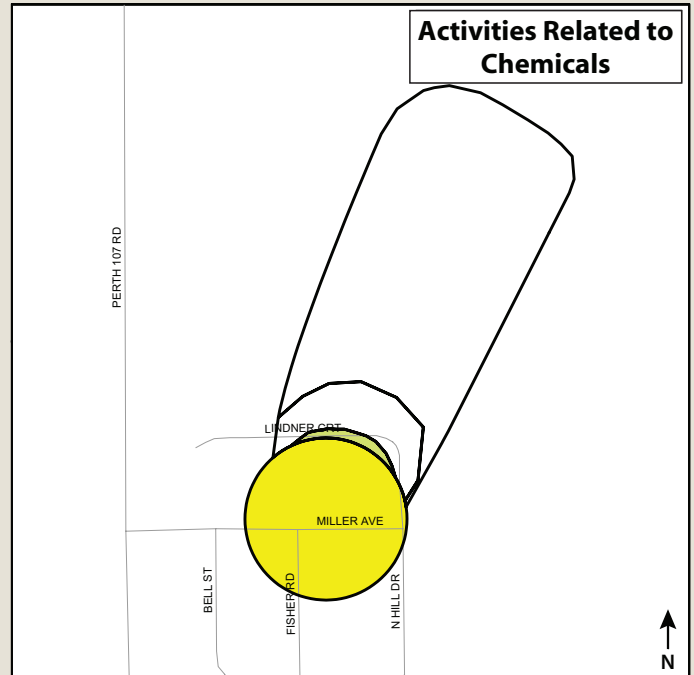 Activities Related to
Chemicals
PERTH 107 RD
LINDNER CRT
MILLER AVE
BELL ST
FISHER RD
N HILL DR
N